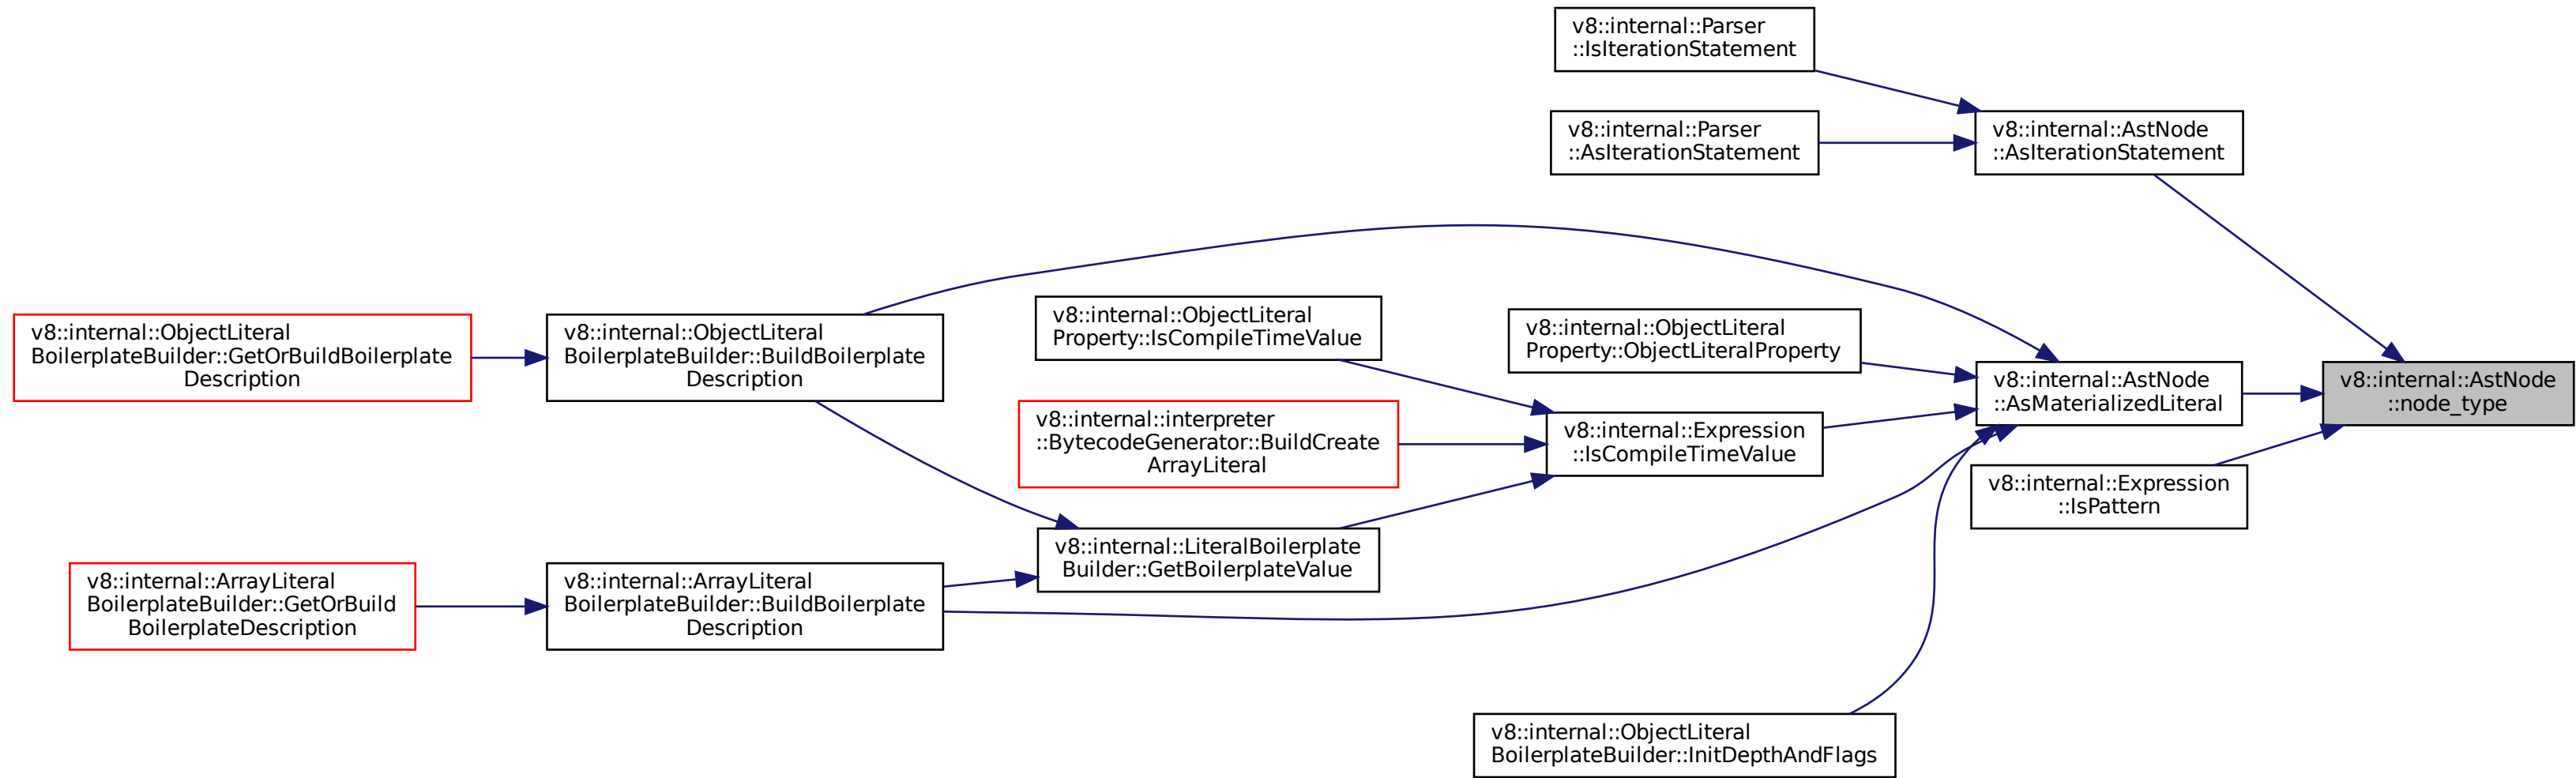 v8::internal::Parser
::IsIterationStatement
v8::internal::Parser
::AsIterationStatement
v8::internal::AstNode
::AsIterationStatement
v8::internal::ObjectLiteral
BoilerplateBuilder::GetOrBuildBoilerplate
Description
v8::internal::ObjectLiteral
BoilerplateBuilder::BuildBoilerplate
Description
v8::internal::ObjectLiteral
Property::IsCompileTimeValue
v8::internal::ObjectLiteral
Property::ObjectLiteralProperty
v8::internal::AstNode
::AsMaterializedLiteral
v8::internal::AstNode
::node_type
v8::internal::interpreter
::BytecodeGenerator::BuildCreate
ArrayLiteral
v8::internal::Expression
::IsCompileTimeValue
v8::internal::Expression
::IsPattern
v8::internal::LiteralBoilerplate
Builder::GetBoilerplateValue
v8::internal::ArrayLiteral
BoilerplateBuilder::GetOrBuild
BoilerplateDescription
v8::internal::ArrayLiteral
BoilerplateBuilder::BuildBoilerplate
Description
v8::internal::ObjectLiteral
BoilerplateBuilder::InitDepthAndFlags